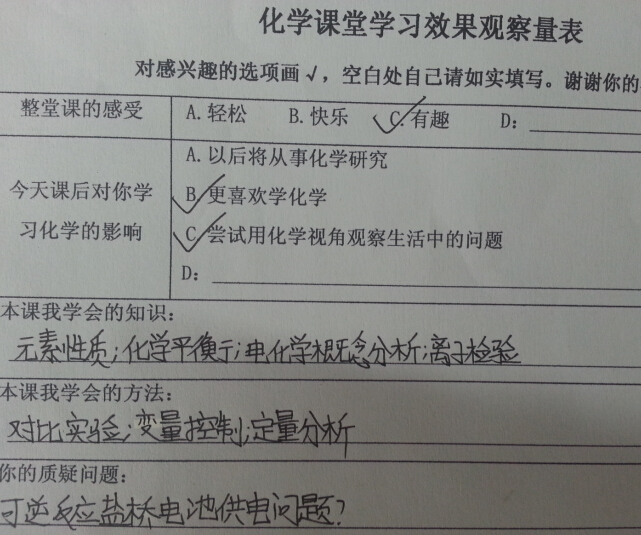 化学课堂学习效果观察量表
对感兴趣的选项画√，空白处自己请如实填写。谢谢你的
整堂课的感受 A.轻松 B.快乐 C.有趣 D：
A.以后将从事化学研究
今天课后对你学 B 更喜欢学化学
习化学的影响 C 尝试用化学视角观察生活中的问题
D：
本课我学会的知识：
元素性质；化学平衡；电化学概念分析；离子检验
本课我学会的方法：
对比实验；变量控制；定量分析
你的质疑问题：
可逆反应盐桥电池供电问题？